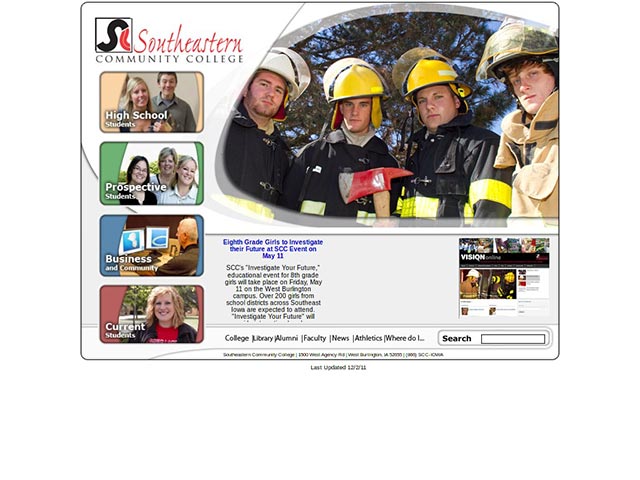 Southeastern
COMMUNITY COLLEGE
High School
Students
Prospective
Students
Business
and Community
Current
Students
Eighth Grade Girls to Investigate
their Future at SCC Event on
May 11
SCC's "Investigate Your Future,"
educational event for 8th grade
girls will take place on Friday, May
11 on the West Burlington
campus. Over 200 girls from
school districts across Southeast
Iowa are expected to attend.
"Investigate Your Future" will
VISION online
College |Library|Alumni |Faculty |News |Athletics|Where do I...
Search
Southeastern Community College | 1500 West Agency Rd | West Burlington, IA 52655 | (866) SCC-IOWA
Last Updated 12/2/11